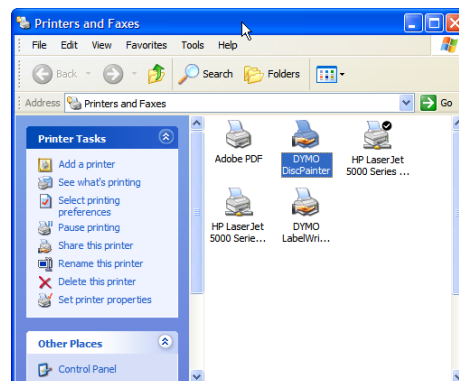 Printers and Faxes
File Edit View Favorites Tools Help
Back Search Folders
Address Printers and Faxes Go
Printer Tasks
Add a printer
See what's printing
Select printing
preferences
Pause printing
Share this printer
Rename this printer
Delete this printer
Set printer properties
Other Places
Control Panel
Adobe PDF
DYMO
DiscPainter
HP LaserJet
5000 Series ...
HP LaserJet
5000 Serie...
DYMO
LabelWri...